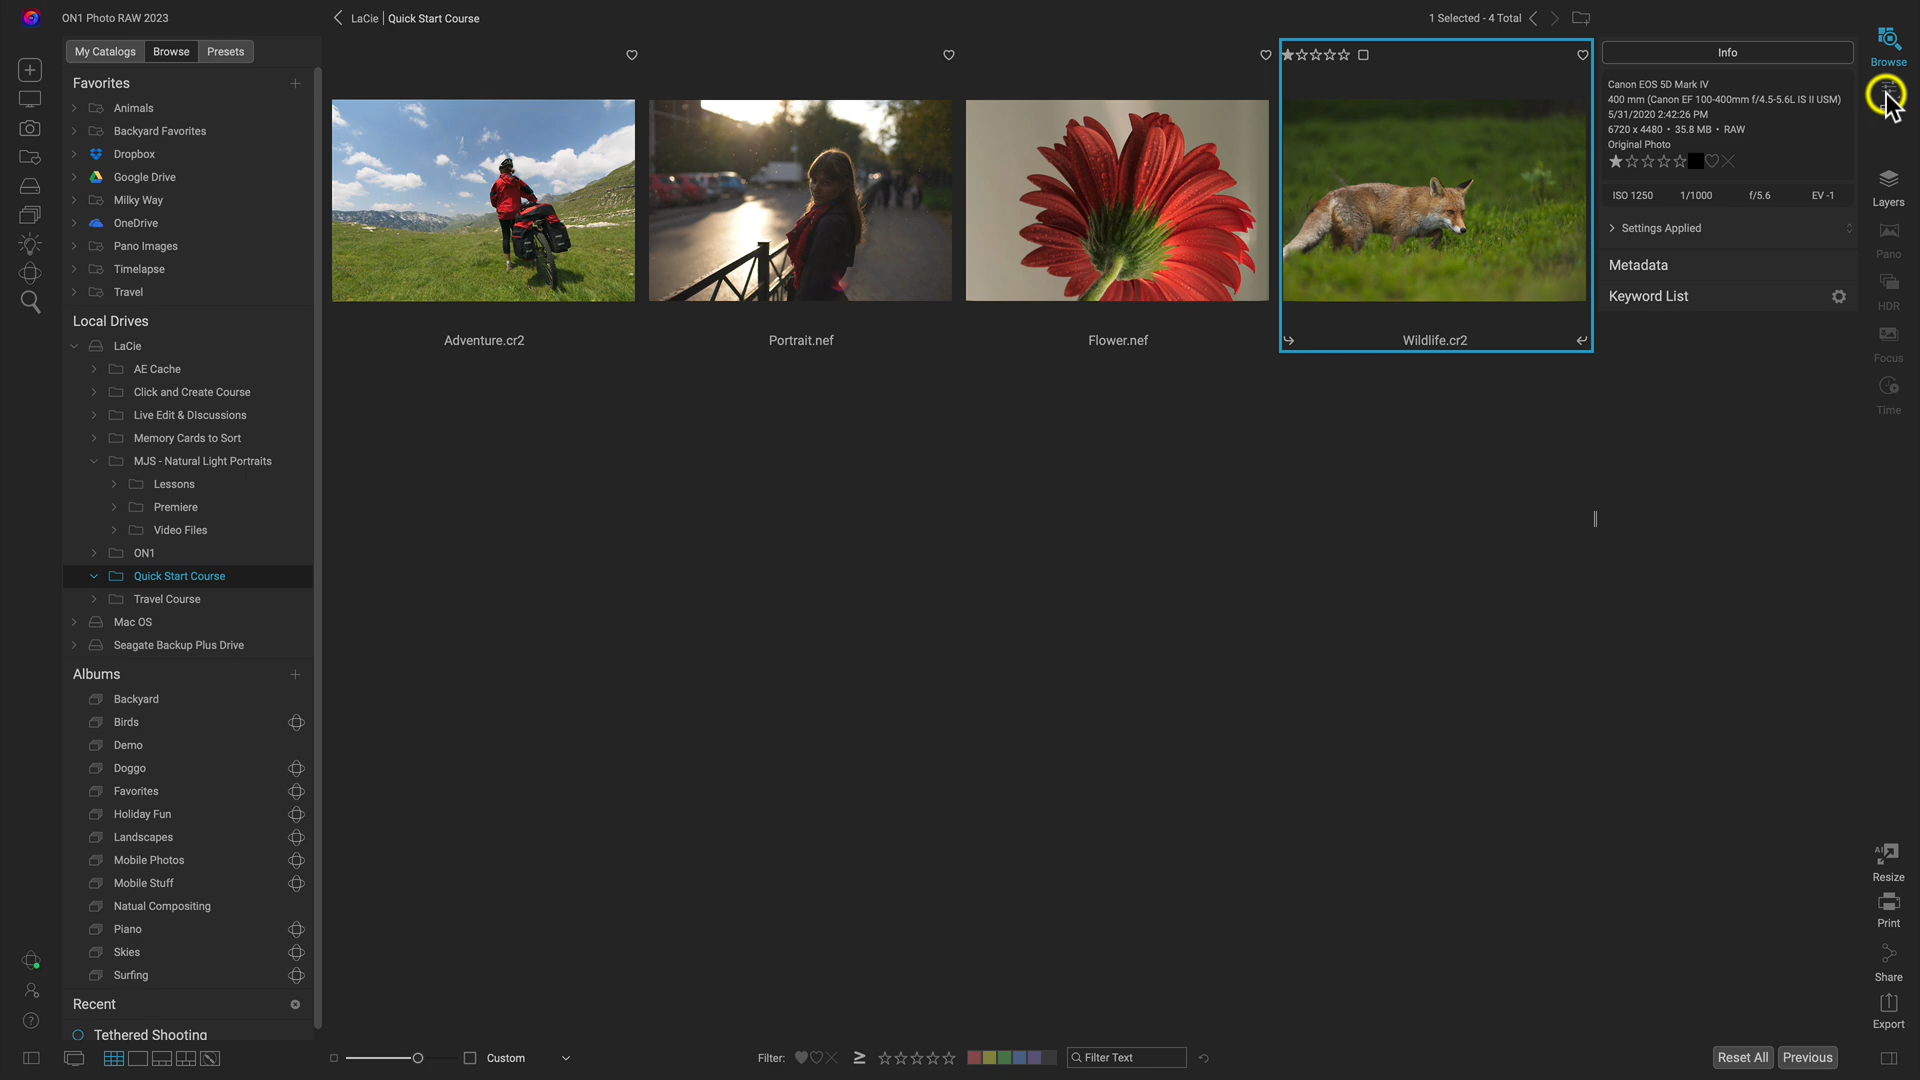 ON1 Photo RAW 2023
LaCie | Quick Start Course
1 Selected - 4 Total
My Catalogs
Browse
Presets
Favorites
Animals
Backyard Favorites
Dropbox
Google Drive
Milky Way
OneDrive
Pano Images
Timelapse
Travel
Local Drives
LaCie
AE Cache
Click and Create Course
Live Edit & DIscussions
Memory Cards to Sort
MJS - Natural Light Portraits
Lessons
Premiere
Video Files
ON1
Quick Start Course
Travel Course
Mac OS
Seagate Backup Plus Drive
Albums
Backyard
Birds
Demo
Doggo
Favorites
Holiday Fun
Landscapes
Mobile Photos
Mobile Stuff
Natual Compositing
Piano
Skies
Surfing
Recent
Tethered Shooting
Adventure.cr2
Portrait.nef
Flower.nef
Wildlife.cr2
Info
Canon EOS 5D Mark IV
400 mm (Canon EF 100-400mm f/4.5-5.6L IS II USM)
5/31/2020 2:42:26 PM
6720 x 4480 • 35.8 MB • RAW
Original Photo
ISO 1250 1/1000 f/5.6 EV -1
Settings Applied
Metadata
Keyword List
Browse
Layers
Pano
HDR
Focus
Time
AI
Resize
Print
Share
Export
Custom
Filter:
Filter Text
Reset All
Previous